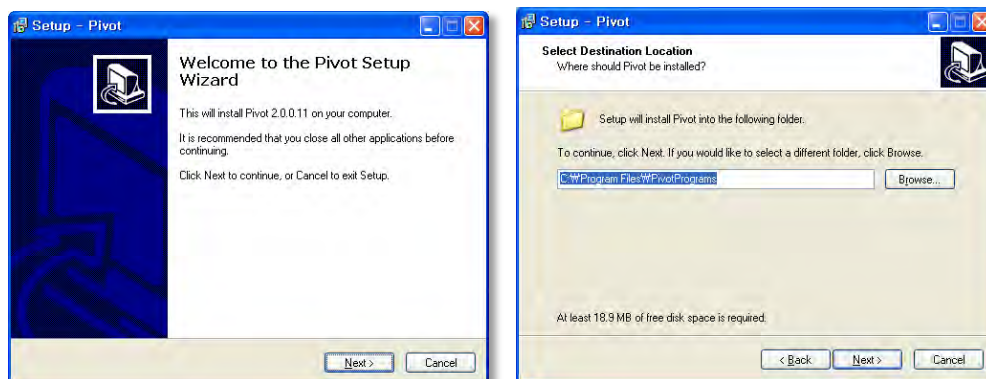 Setup - Pivot
Welcome to the Pivot Setup
Wizard
This will install Pivot 2.0.0.11 on your computer.
It is recommended that you close all other applications before
continuing.
Click Next to continue, or Cancel to exit Setup.
Next >
Cancel
Setup - Pivot
Select Destination Location
Where should Pivot be installed?
Setup will install Pivot into the following folder.
To continue, click Next. If you would like to select a different folder, click Browse.
C:₩Program Files₩PivotPrograms
Browse...
At least 18.9 MB of free disk space is required.
< Back
Next >
Cancel